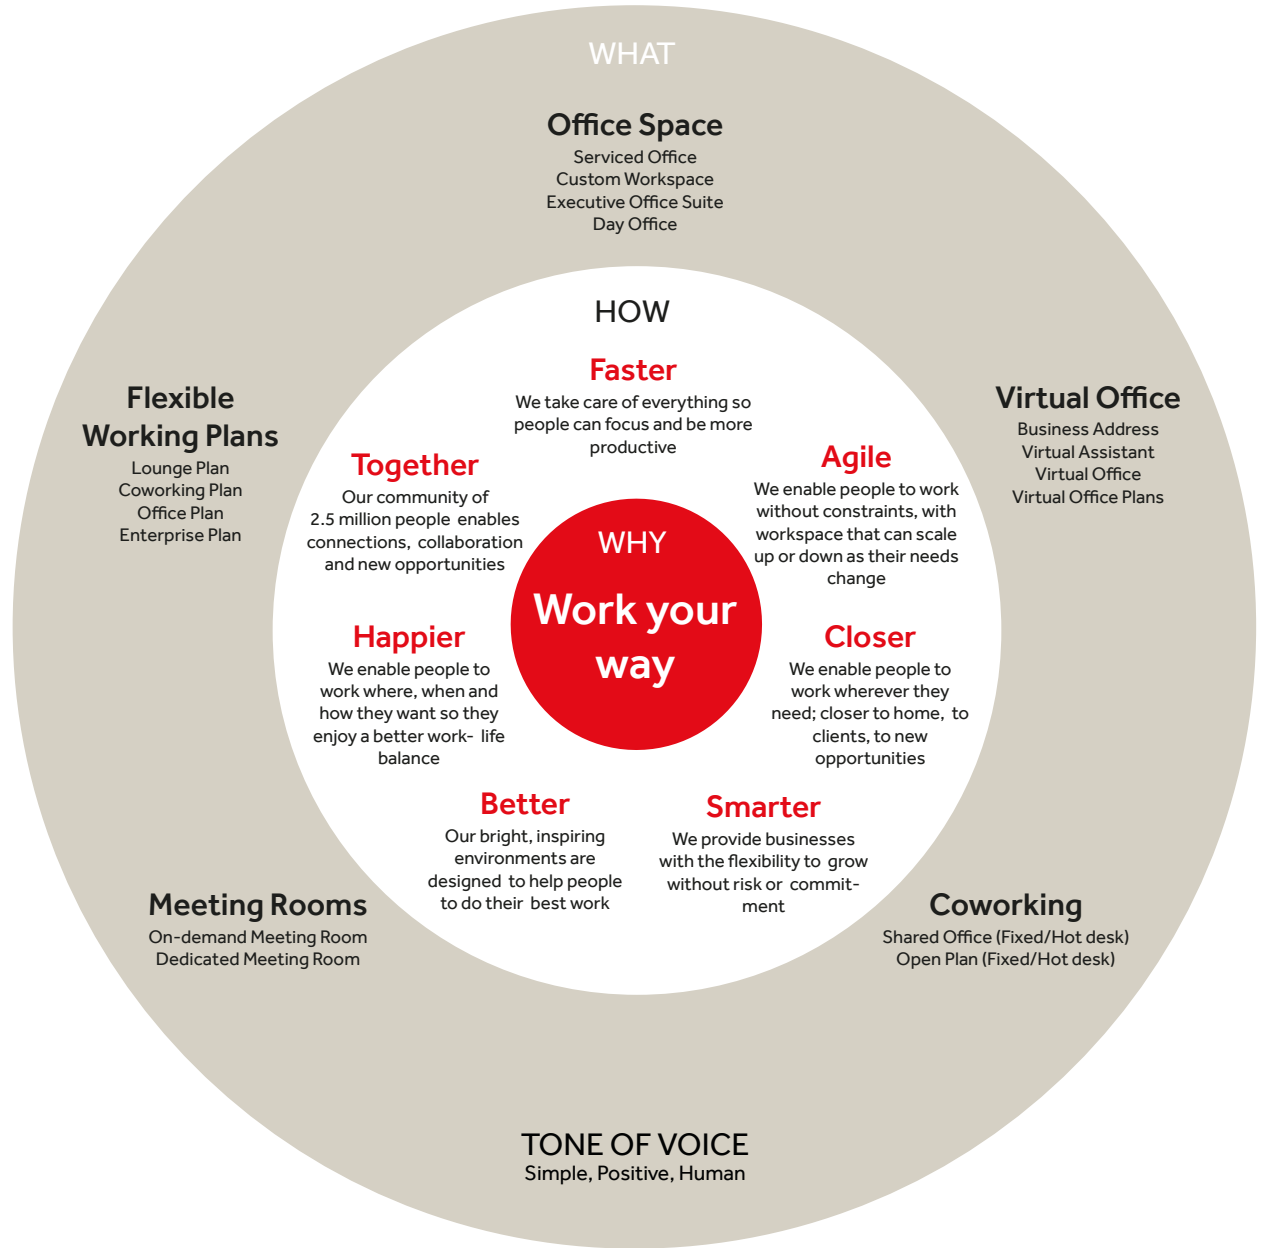 WHAT
Office Space
Serviced Office
Custom Workspace
Executive Office Suite
Day Office
HOW
Faster
We take care of everything so
people can focus and be more
productive
Flexible
Working Plans
Lounge Plan
Coworking Plan
Office Plan
Enterprise Plan
Together
Our community of
2.5 million people enables
connections, collaboration
and new opportunities
WHY
Work your
way
Agile
We enable people to work
without constraints, with
workspace that can scale
up or down as their needs
change
Virtual Office
Business Address
Virtual Assistant
Virtual Office
Virtual Office Plans
Happier
We enable people to
work where, when and
how they want so they
enjoy a better work- life
balance
Closer
We enable people to
work wherever they
need; closer to home, to
clients, to new
opportunities
Better
Our bright, inspiring
environments are
designed to help people
to do their best work
Smarter
We provide businesses
with the flexibility to grow
without risk or commit-
ment
Meeting Rooms
On-demand Meeting Room
Dedicated Meeting Room
Coworking
Shared Office (Fixed/Hot desk)
Open Plan (Fixed/Hot desk)
TONE OF VOICE
Simple, Positive, Human